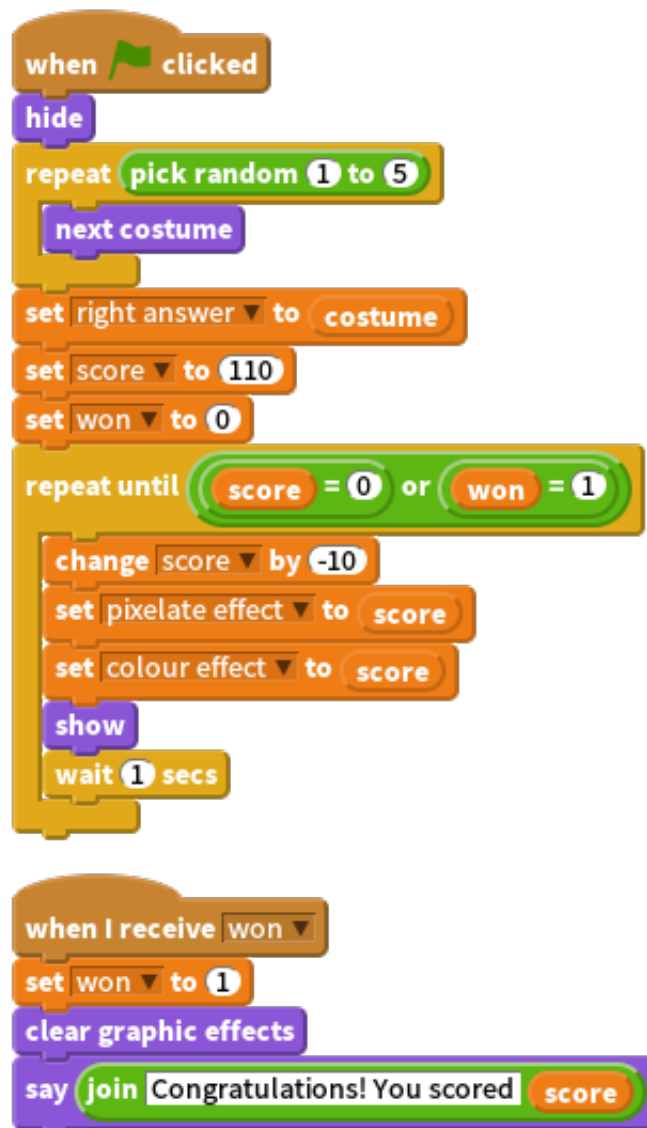 when clicked
hide
repeat pick random 1 to 5
next costume
set right answer to costume
set score to 110
set won to 0
repeat until score = 0 or won = 1
change score by -10
set pixelate effect to score
set colour effect to score
show
wait 1 secs
when I receive won
set won to 1
clear graphic effects
say join Congratulations! You scored score